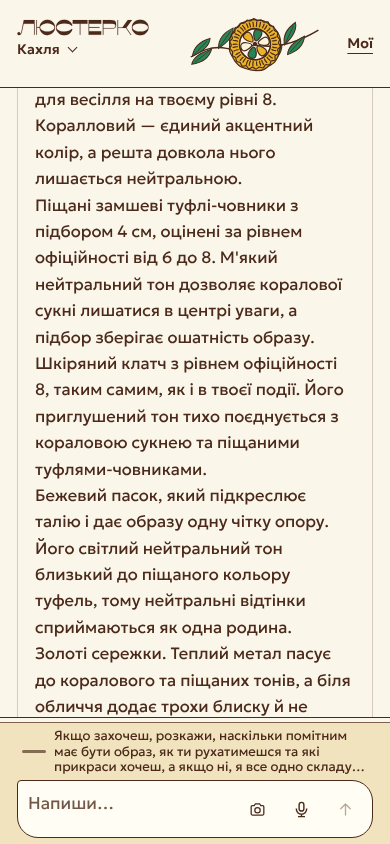 ЛЮСТЕРКО
Кахля
Мої
для весілля на твоєму рівні 8.
Коралловий — єдиний акцентний
колір, а решта довкола нього
лишається нейтральною.
Піщані замшеві туфлі-човники з
підбором 4 см, оцінені за рівнем
офіційності від 6 до 8. М'який
нейтральний тон дозволяє коралової
сукні лишатися в центрі уваги, а
підбор зберігає ошатність образу.
Шкіряний клатч з рівнем офіційності
8, таким самим, як і в твоєї події. Його
приглушений тон тихо поєднується з
кораловою сукнею та піщаними
туфлями-човниками.
Бежевий пасок, який підкреслює
талію і дає образу одну чітку опору.
Його світлий нейтральний тон
близький до піщаного кольору
туфель, тому нейтральні відтінки
сприймаються як одна родина.
Золоті сережки. Теплий метал пасує
до коралового та піщаних тонів, а біля
обличчя додає трохи блиску й не
Якщо захочеш, розкажи, наскільки помітним
має бути образ, як ти рухатимешся та які
прикраси хочеш, а якщо ні, я все одно складу…
Напиши…